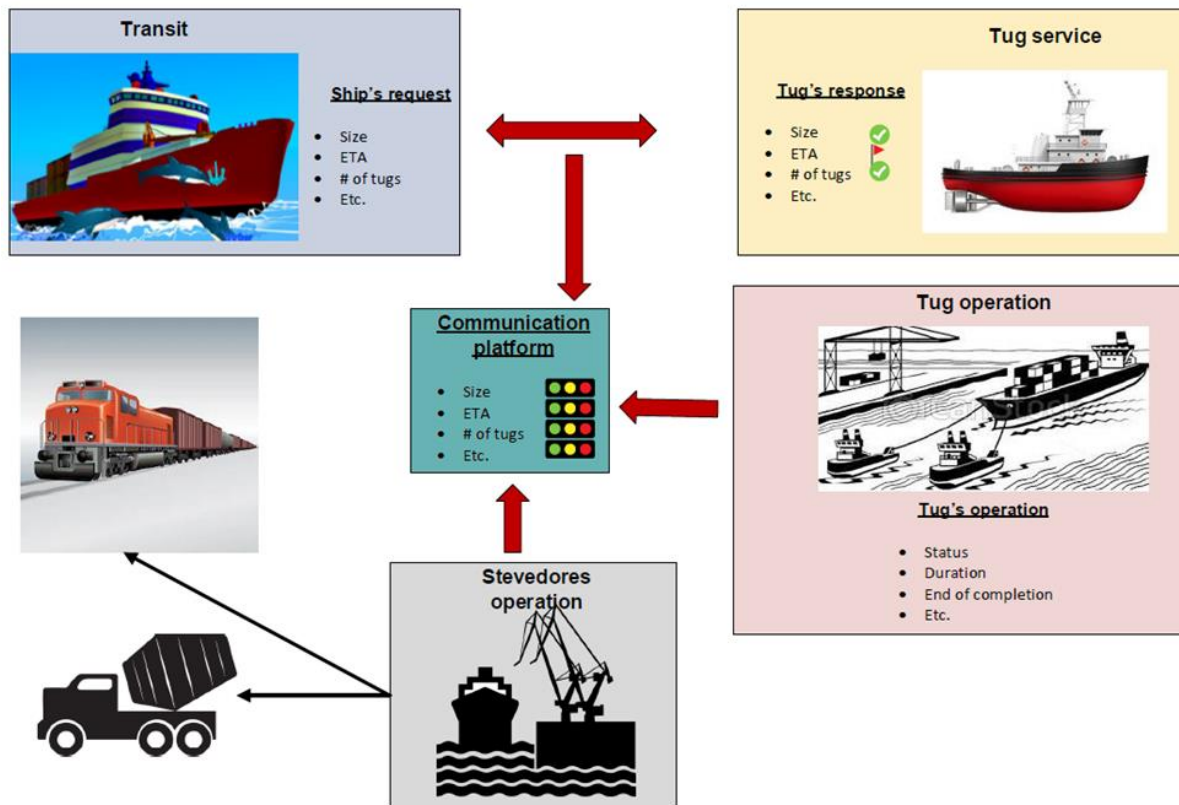 Transit
Ship's request
• Size
• ETA
• # of tugs
• Etc.
Tug service
Tug's response
• Size
• ETA
• # of tugs
• Etc.
Communication
platform
• Size
• ETA
• # of tugs
• Etc.
Tug operation
Tug's operation
• Status
• Duration
• End of completion
• Etc.
Stevedores
operation